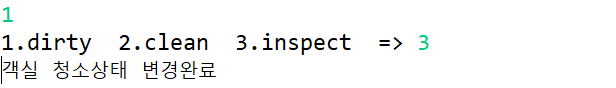 1
1.dirty  2.clean  3.inspect  => 3
객실 청소상태 변경완료